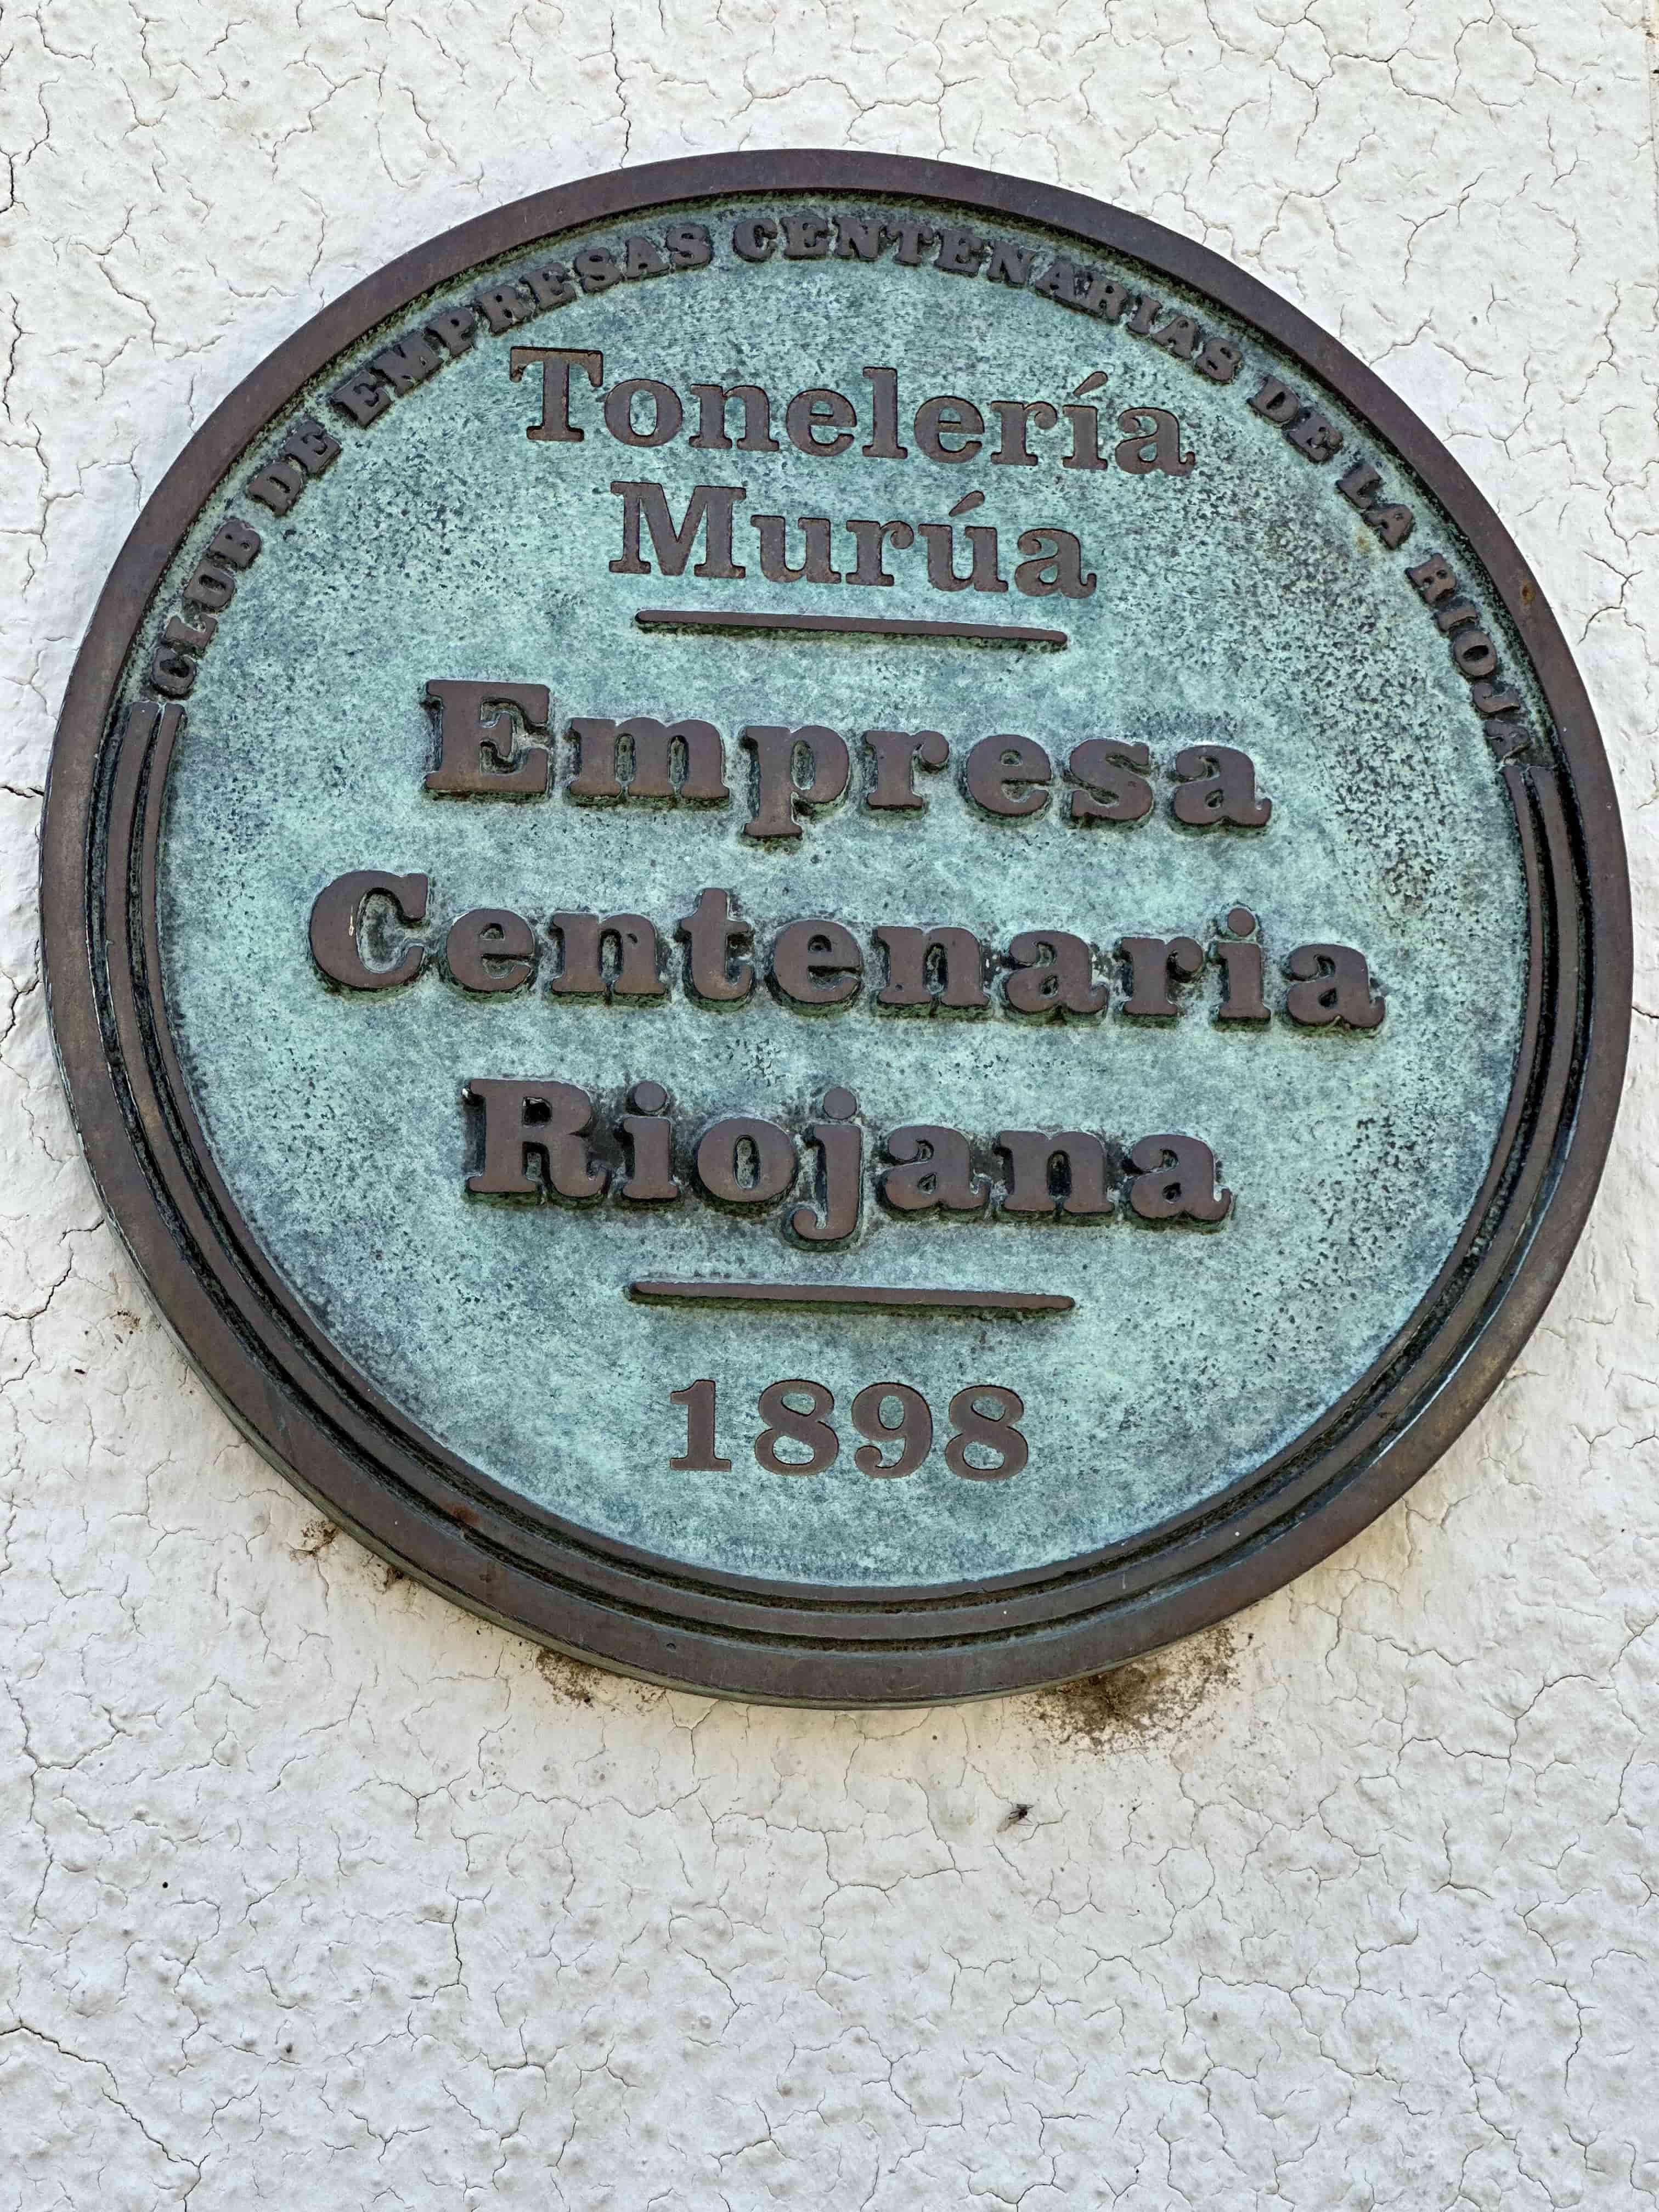 CLUB DE EMPRESAS CENTENARIAS DE LA RIOJA
Tonelería
Murúa
Empresa
Centenaria
Riojana
1898